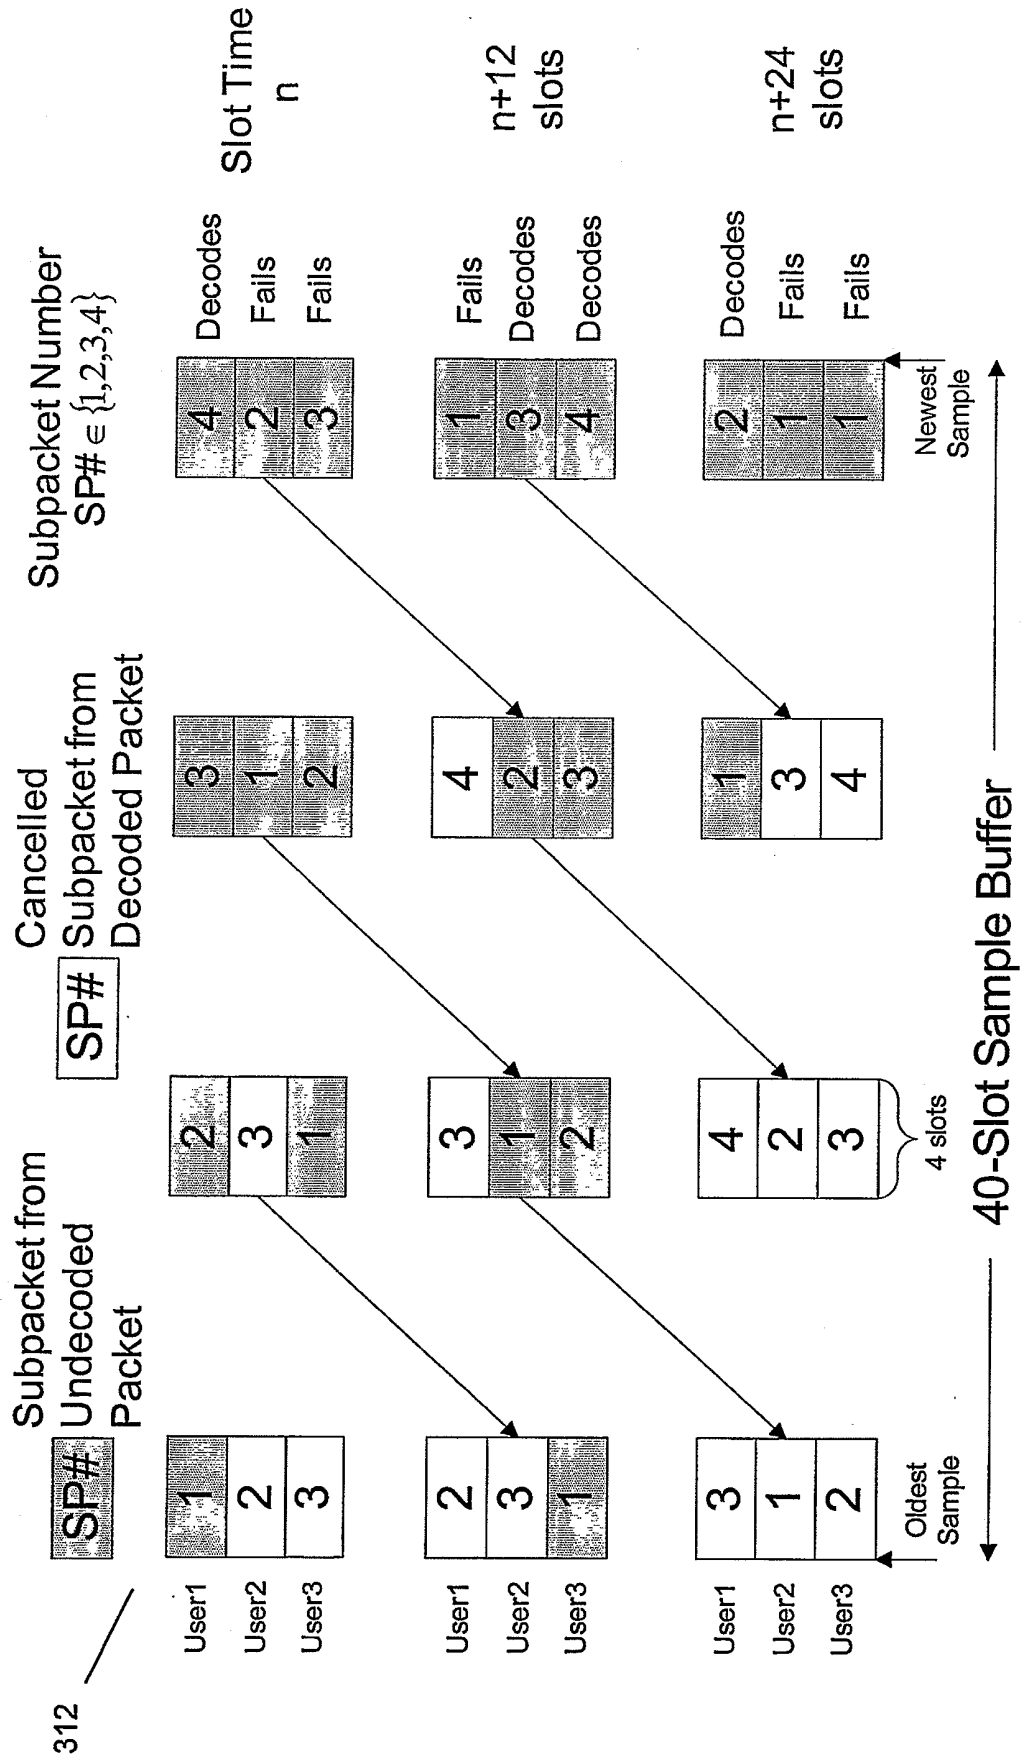 312
SP#
Subpacket from
Undecoded
Packet
SP#
Cancelled
Subpacket from
Decoded Packet
Subpacket Number
SP# ∈ {1,2,3,4}
User1 1 2 3 4 Decodes
User2 2 3 1 2 Fails
User3 3 1 2 3 Fails
Slot Time
n
User1 2 3 4 1 Fails
User2 3 1 2 3 Decodes
User3 1 2 3 4 Decodes
n+12
slots
User1 3 4 1 2 Decodes
User2 1 2 3 1 Fails
User3 2 3 4 1 Fails
n+24
slots
Oldest
Sample
4 slots
Newest
Sample
40-Slot Sample Buffer